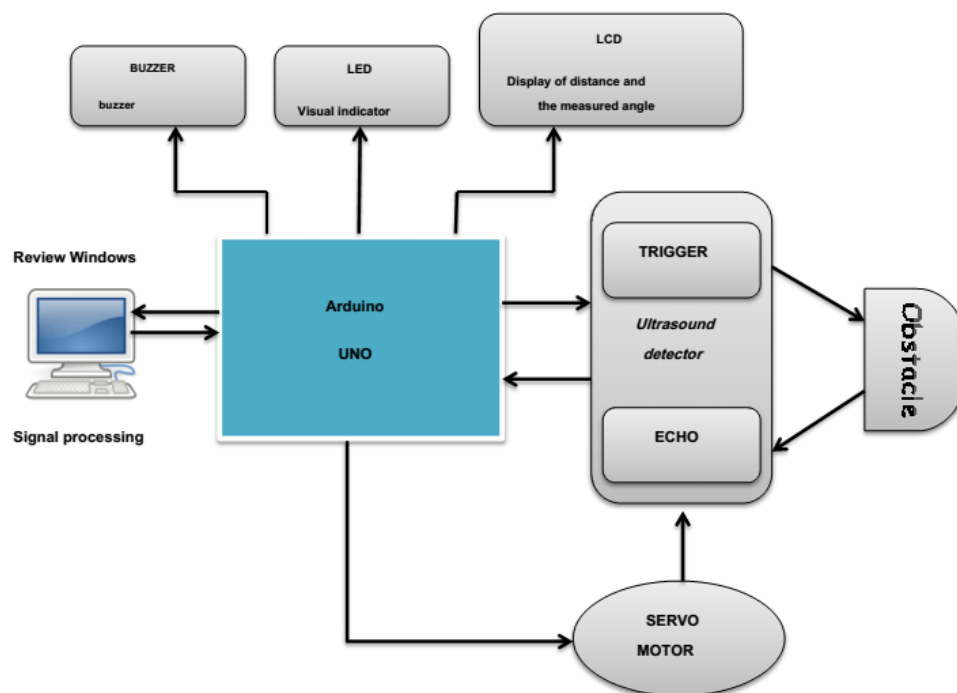 BUZZER
buzzer
LED
Visual indicator
LCD
Display of distance and
the measured angle
Review Windows
Signal processing
Arduino
UNO
TRIGGER
Ultrasound
detector
ECHO
Obstacle
SERVO
MOTOR